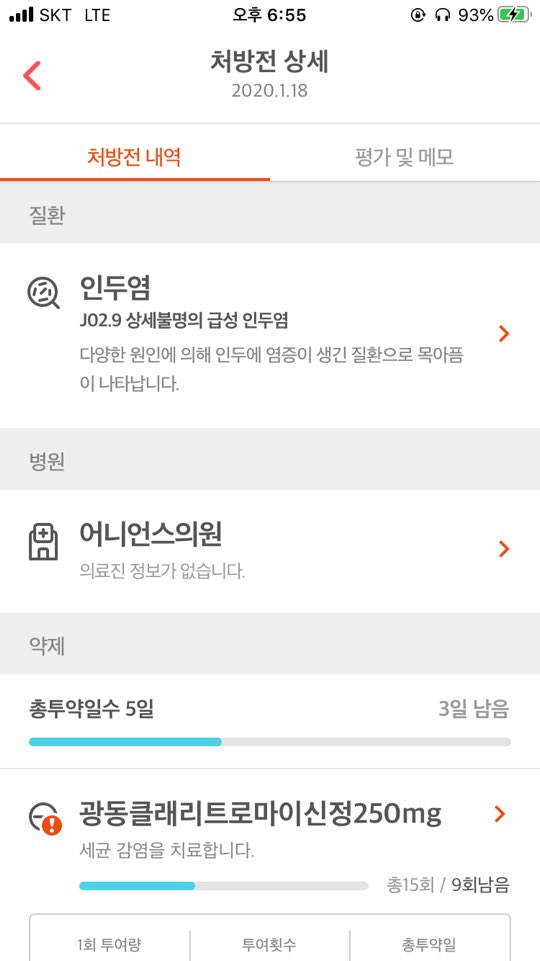 SKT LTE 오후 6:55 93%
처방전 상세
2020.1.18
처방전 내역 평가 및 메모
질환
인두염
J02.9 상세불명의 급성 인두염
다양한 원인에 의해 인두에 염증이 생긴 질환으로 목아픔
이 나타납니다.
병원
어니언스의원
의료진 정보가 없습니다.
약제
총투약일수 5일 3일 남음
광동클래리트로마이신정250mg
세균 감염을 치료합니다.
총15회 / 9회남음
1회 투여량 투여횟수 총투약일